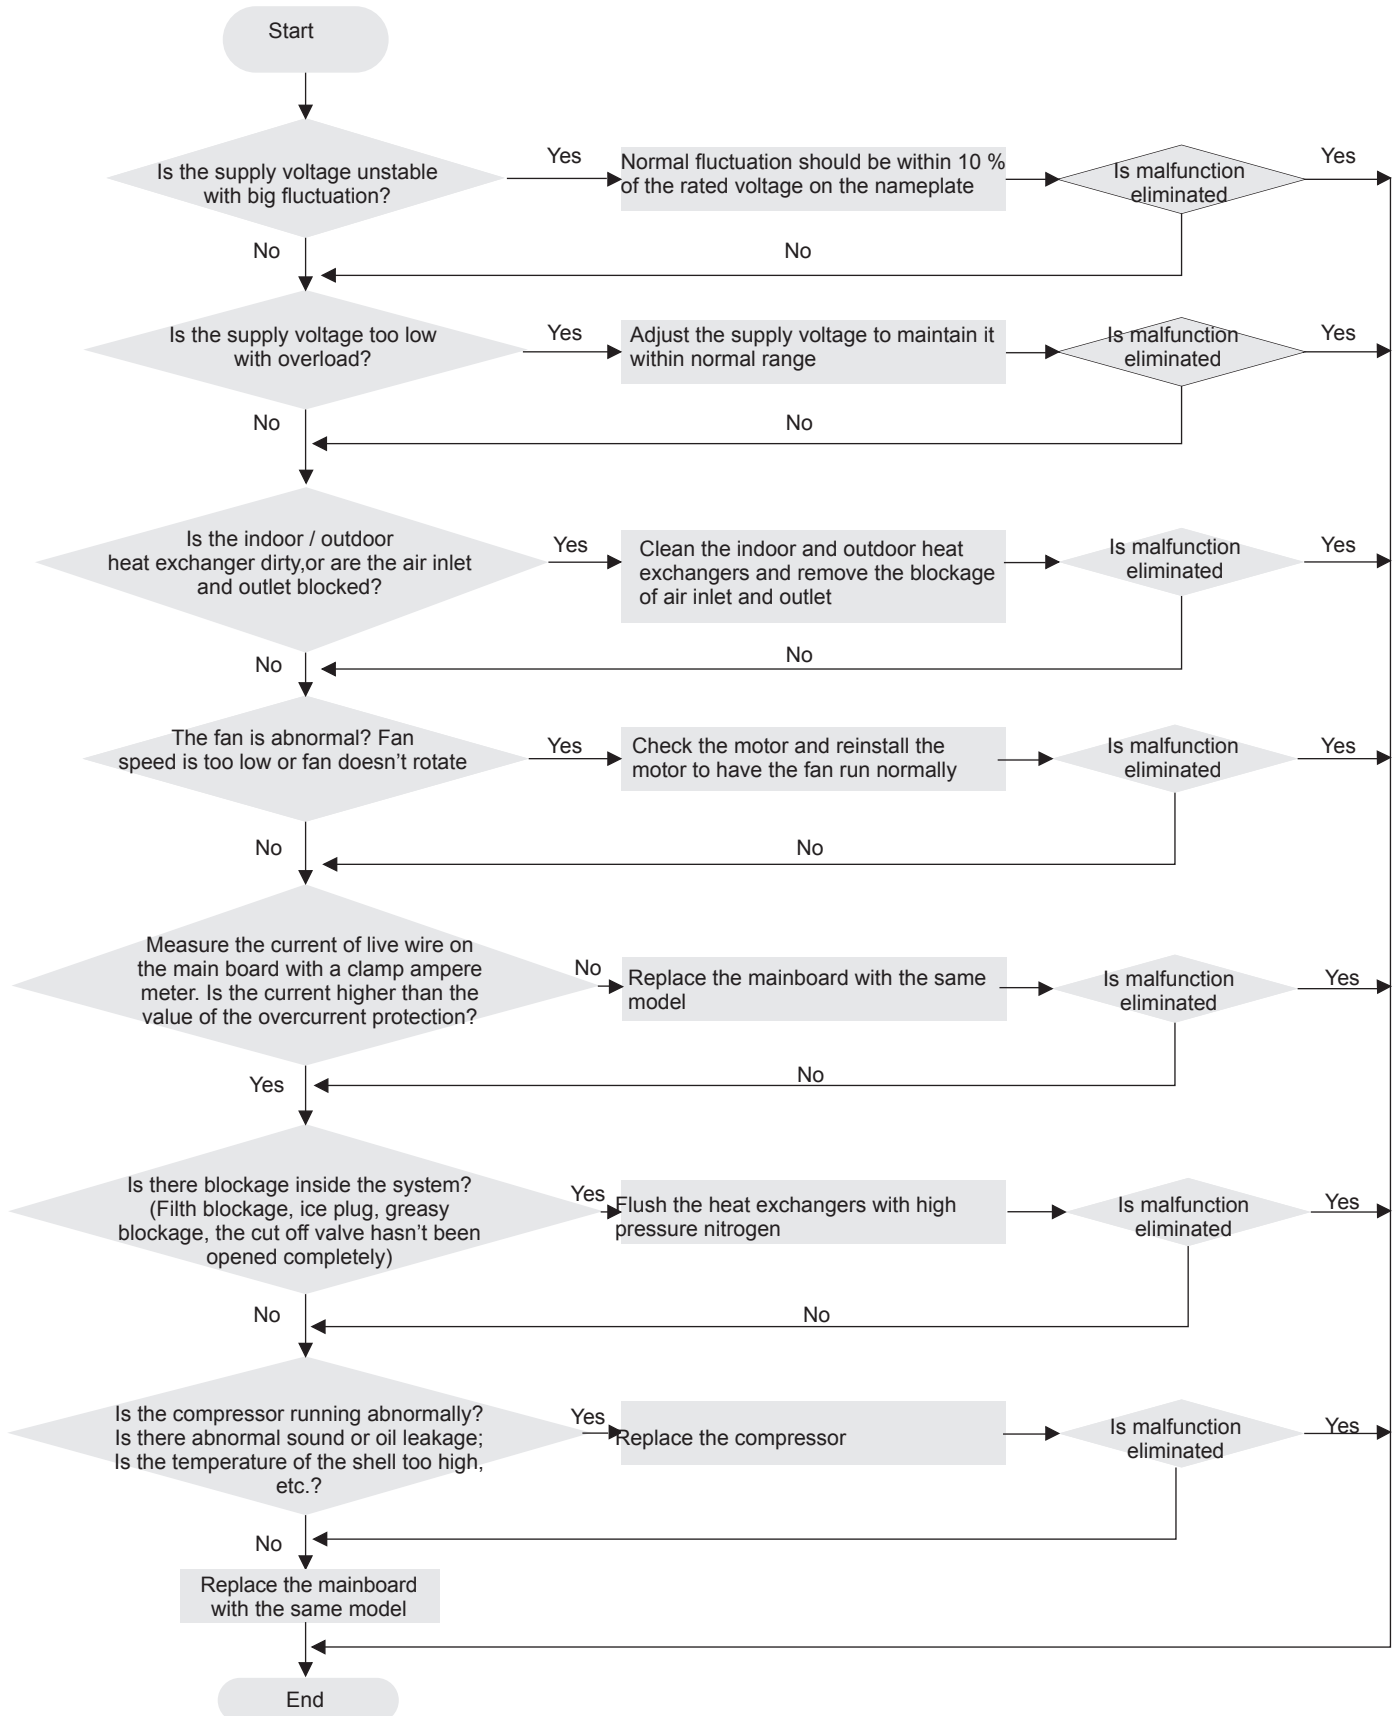 Start
Is the supply voltage unstable
with big fluctuation?
Yes
Normal fluctuation should be within 10 %
of the rated voltage on the nameplate
Is malfunction
eliminated
Yes
No
No
Is the supply voltage too low
with overload?
Yes
Adjust the supply voltage to maintain it
within normal range
Is malfunction
eliminated
Yes
No
No
Is the indoor / outdoor
heat exchanger dirty,or are the air inlet
and outlet blocked?
Yes
Clean the indoor and outdoor heat
exchangers and remove the blockage
of air inlet and outlet
Is malfunction
eliminated
Yes
No
No
The fan is abnormal? Fan
speed is too low or fan doesn’t rotate
Yes
Check the motor and reinstall the
motor to have the fan run normally
Is malfunction
eliminated
Yes
No
No
Measure the current of live wire on
the main board with a clamp ampere
meter. Is the current higher than the
value of the overcurrent protection?
No
Replace the mainboard with the same
model
Is malfunction
eliminated
Yes
Yes
No
Is there blockage inside the system?
(Filth blockage, ice plug, greasy
blockage, the cut off valve hasn’t been
opened completely)
Yes
Flush the heat exchangers with high
pressure nitrogen
Is malfunction
eliminated
Yes
No
No
Is the compressor running abnormally?
Is there abnormal sound or oil leakage;
Is the temperature of the shell too high,
etc.?
Yes
Replace the compressor
Is malfunction
eliminated
Yes
No
Replace the mainboard
with the same model
End